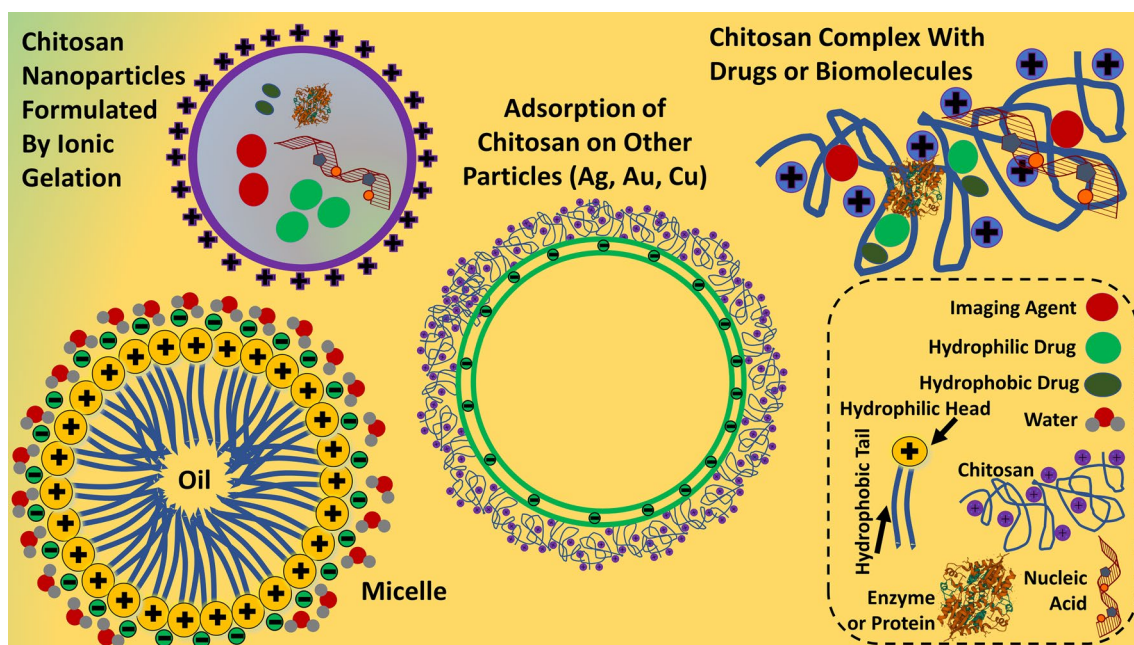 Chitosan
Nanoparticles
Formulated
By Ionic
Gelation
Adsorption of
Chitosan on Other
Particles (Ag, Au, Cu)
Chitosan Complex With
Drugs or Biomolecules
Oil
Micelle
Imaging Agent
Hydrophilic Drug
Hydrophobic Drug
Hydrophilic Head
Water
Hydrophobic Tail
Chitosan
Enzyme
or Protein
Nucleic
Acid